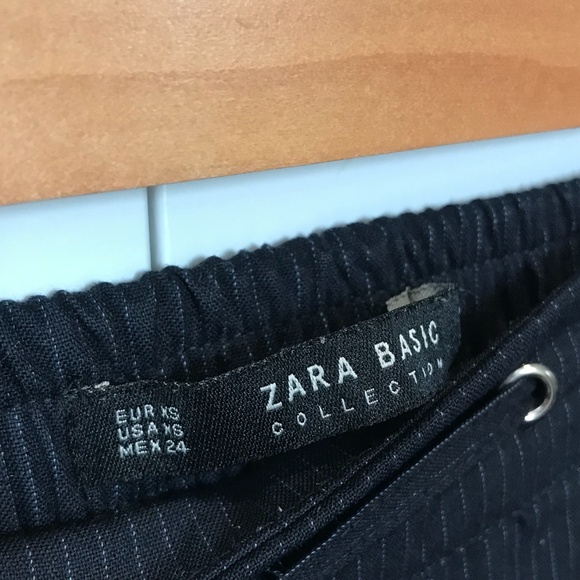 ZARA BASIC
COLLECTION
EUR XS
USA XS
MEX 24